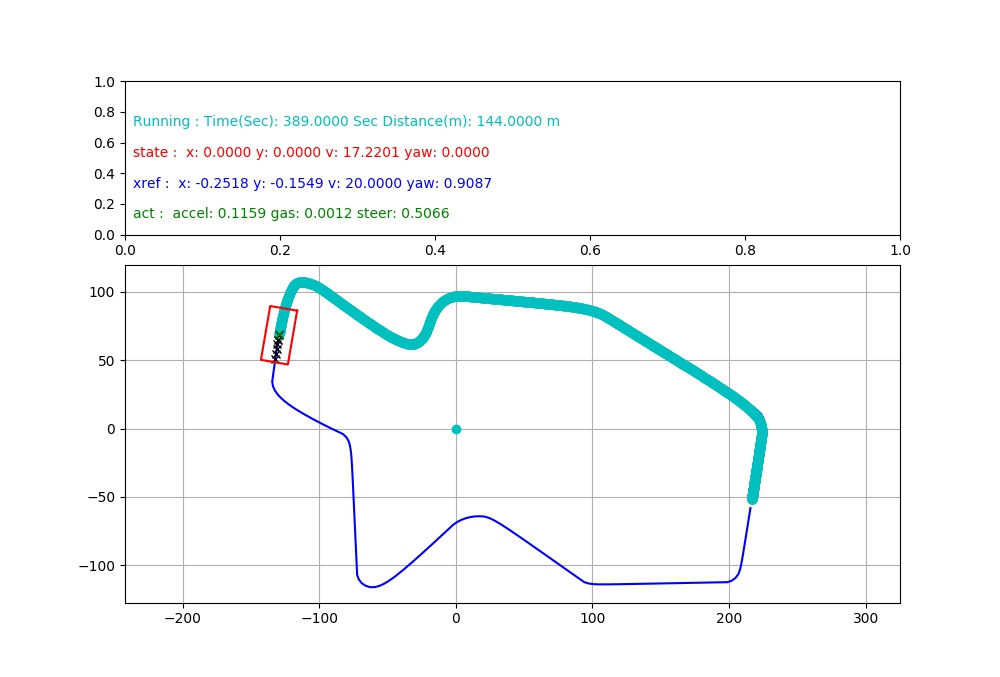 1.0
0.8
0.6
0.4
0.2
0.0
Running : Time(Sec): 389.0000 Sec Distance(m): 144.0000 m
state :  x: 0.0000 y: 0.0000 v: 17.2201 yaw: 0.0000
xref :  x: -0.2518 y: -0.1549 v: 20.0000 yaw: 0.9087
act :  accel: 0.1159 gas: 0.0012 steer: 0.5066
0.0 0.2 0.4 0.6 0.8 1.0
100
50
0
−50
−100
−200 −100 0 100 200 300